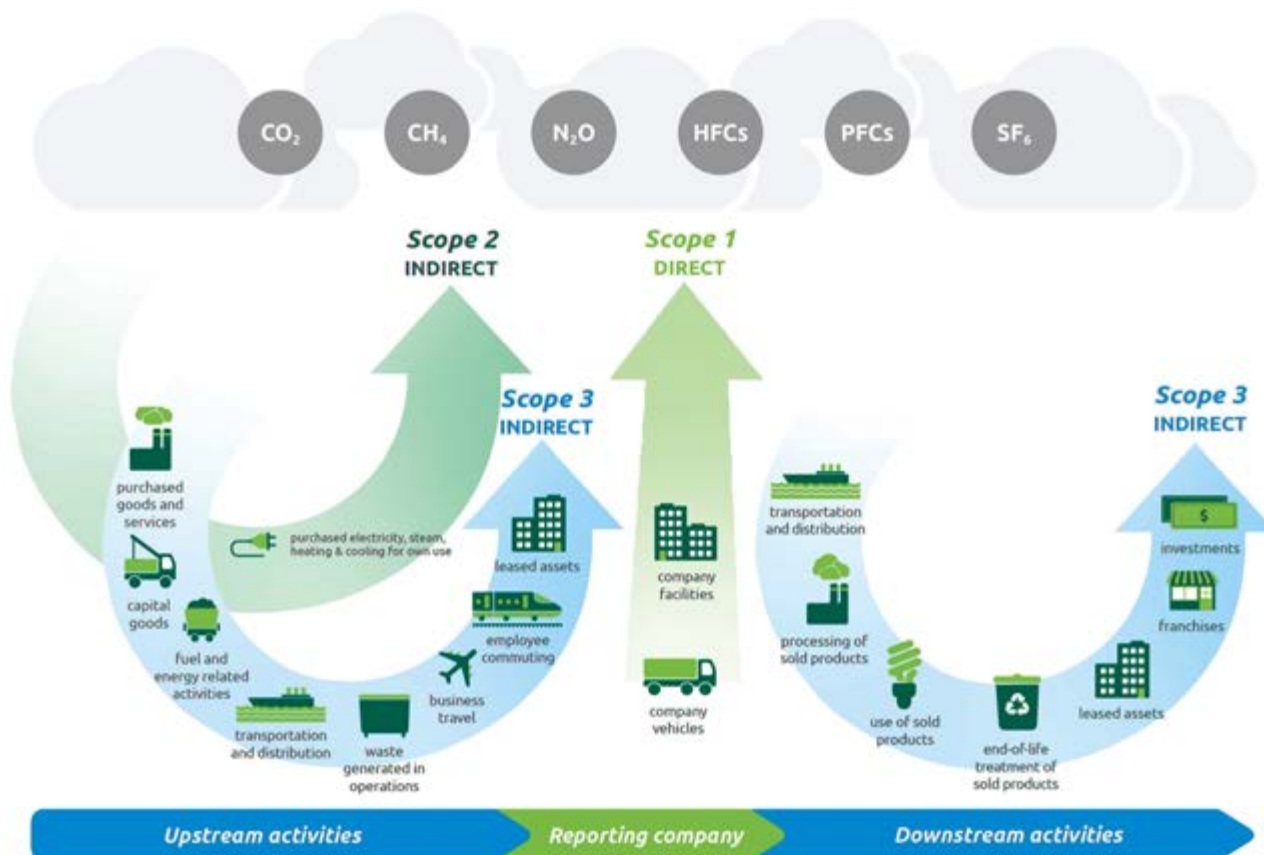 CO₂
CH₄
N₂O
HFCs
PFCs
SF₆
Scope 2
INDIRECT
Scope 1
DIRECT
Scope 3
INDIRECT
Scope 3
INDIRECT
purchased
goods and
services
capital
goods
fuel and
energy related
activities
transportation
and distribution
waste
generated in
operations
business
travel
employee
commuting
leased assets
purchased electricity, steam,
heating & cooling for own use
company
facilities
company
vehicles
transportation
and distribution
processing of
sold products
use of sold
products
end-of-life
treatment of
sold products
leased assets
franchises
$
investments
Upstream activities
Reporting company
Downstream activities